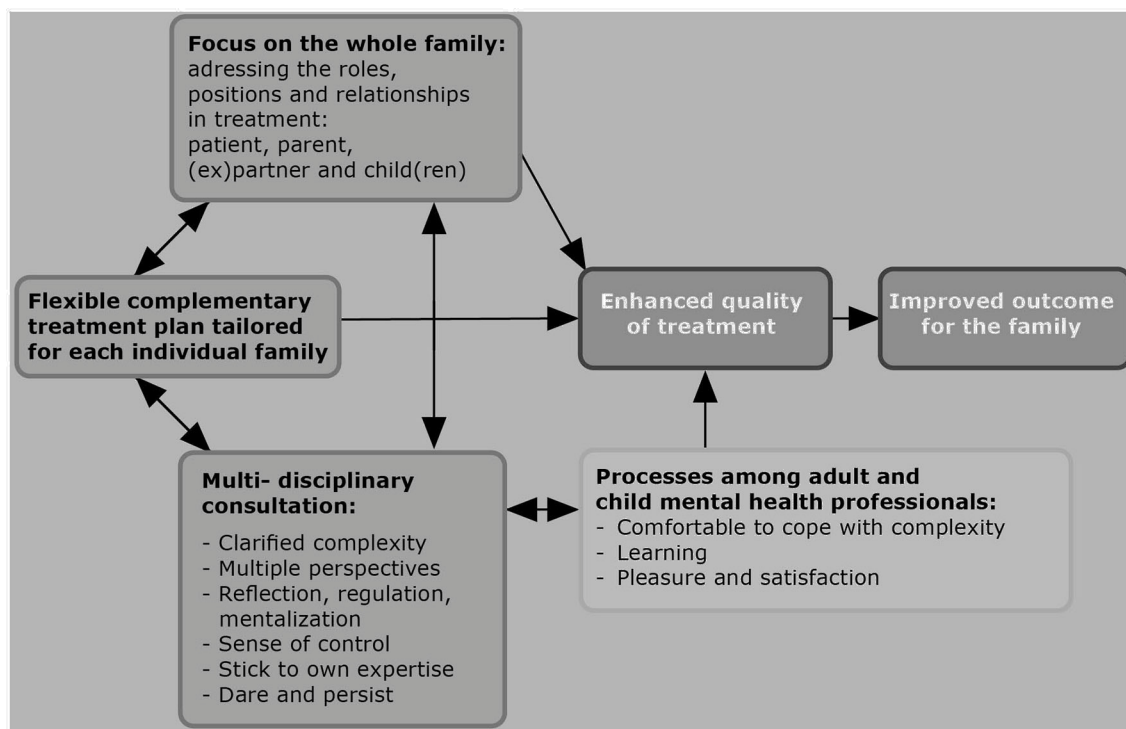 Focus on the whole family:
adressing the roles,
positions and relationships
in treatment:
patient, parent,
(ex)partner and child(ren)
Flexible complementary
treatment plan tailored
for each individual family
Enhanced quality
of treatment
Improved outcome
for the family
Multi- disciplinary
consultation:
- Clarified complexity
- Multiple perspectives
- Reflection, regulation,
mentalization
- Sense of control
- Stick to own expertise
- Dare and persist
Processes among adult and
child mental health professionals:
- Comfortable to cope with complexity
- Learning
- Pleasure and satisfaction